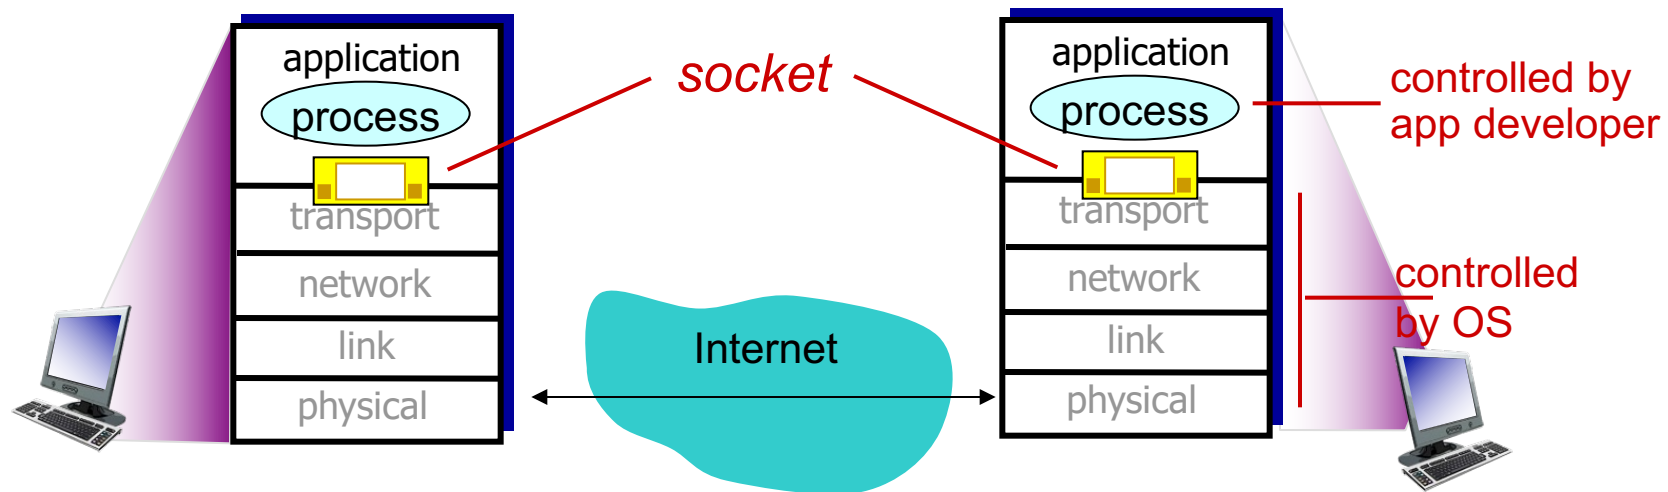 application
process
transport
network
link
physical
socket
Internet
application
process
transport
network
link
physical
controlled by
app developer
controlled
by OS